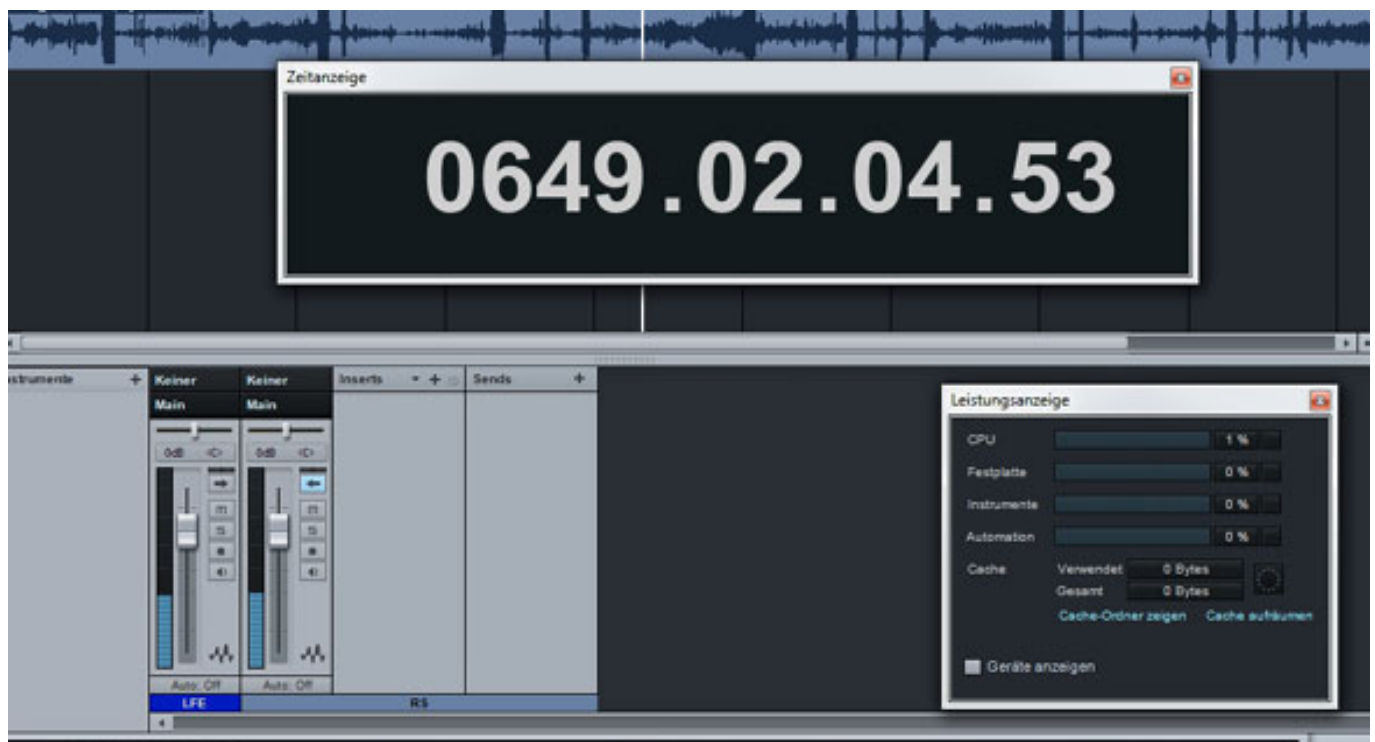 Zeitanzeige
0649.02.04.53
strumente + Keiner Keiner Inserts + Sends +
Main Main
0dB <C> 0dB <C>
Auto: Off Auto: Off
LFE RS
Leistungsanzeige
CPU 1 %
Festplatte 0 %
Instrumente 0 %
Automation 0 %
Cache Verwendet 0 Bytes
Gesamt 0 Bytes
Cache-Ordner zeigen Cache aufräumen
Geräte anzeigen